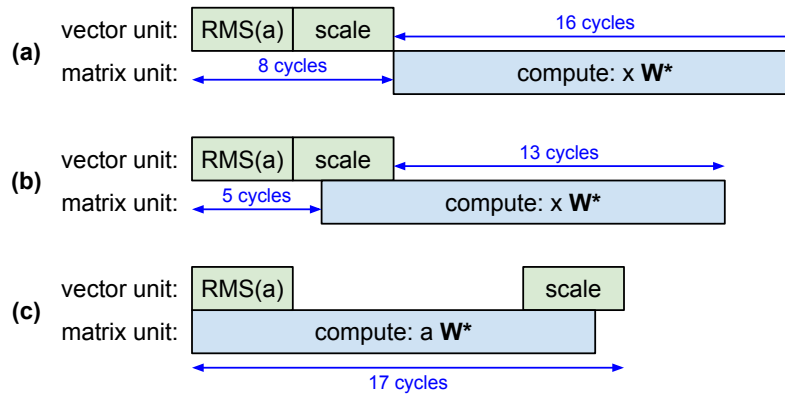 vector unit: RMS(a) scale 16 cycles
(a)
matrix unit: 8 cycles compute: x W*
vector unit: RMS(a) scale 13 cycles
(b)
matrix unit: 5 cycles compute: x W*
vector unit: RMS(a) scale
(c)
matrix unit: compute: a W*
17 cycles